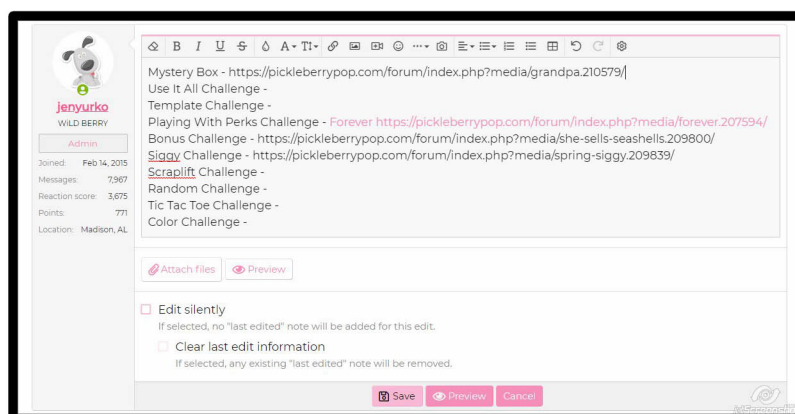 jenyurko
WILD BERRY
Admin
Joined: Feb 14, 2015
Messages: 7,967
Reaction score: 3,675
Points: 771
Location: Madison, AL
Mystery Box - https://pickleberrypop.com/forum/index.php?media/grandpa.210579/
Use It All Challenge -
Template Challenge -
Playing With Perks Challenge - Forever https://pickleberrypop.com/forum/index.php?media/forever.207594/
Bonus Challenge - https://pickleberrypop.com/forum/index.php?media/she-sells-seashells.209800/
Siggy Challenge - https://pickleberrypop.com/forum/index.php?media/spring-siggy.209839/
Scraplift Challenge -
Random Challenge -
Tic Tac Toe Challenge -
Color Challenge -
Attach files Preview
Edit silently
If selected, no "last edited" note will be added for this edit.
Clear last edit information
If selected, any existing "last edited" note will be removed.
Save Preview Cancel